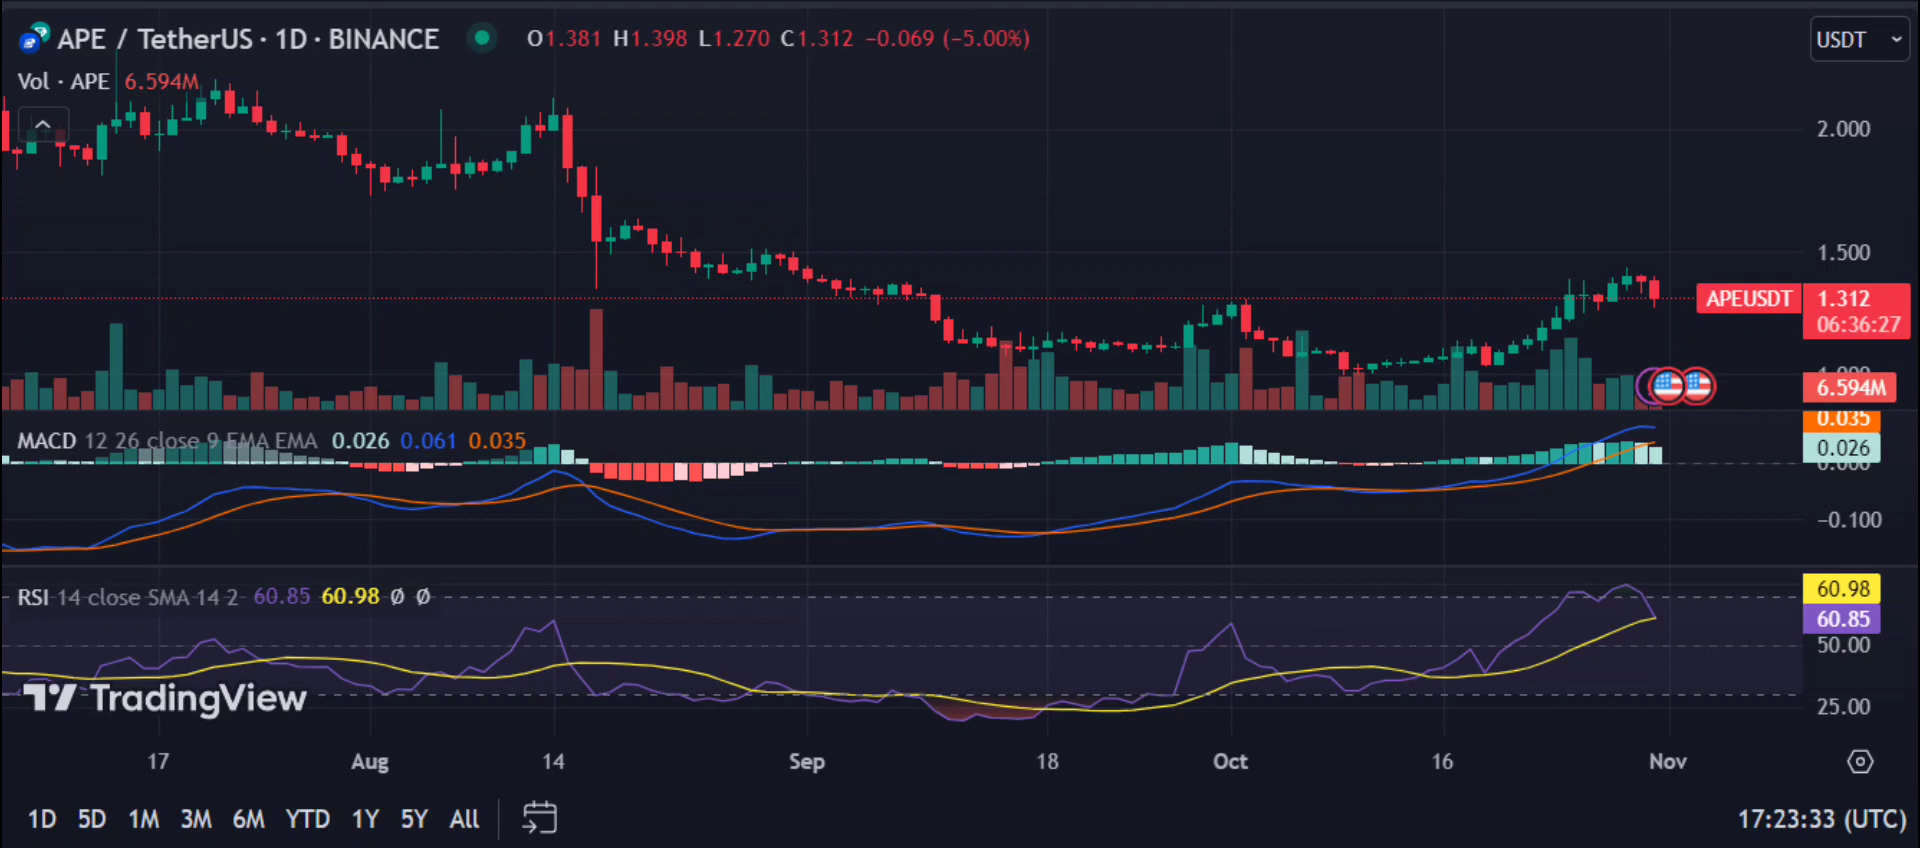 APE / TetherUS · 1D · BINANCE O1.381 H1.398 L1.270 C1.312 −0.069 (−5.00%)
USDT
Vol · APE 6.594M
2.000
1.500
APEUSDT 1.312
06:36:27
1.000
6.594M
MACD 12 26 close 9 EMA EMA 0.026 0.061 0.035
0.035
0.026
0.000
−0.100
RSI 14 close SMA 14 2 60.85 60.98 Ø Ø
60.98
60.85
50.00
25.00
TradingView
17 Aug 14 Sep 18 Oct 16 Nov
1D 5D 1M 3M 6M YTD 1Y 5Y All
17:23:33 (UTC)